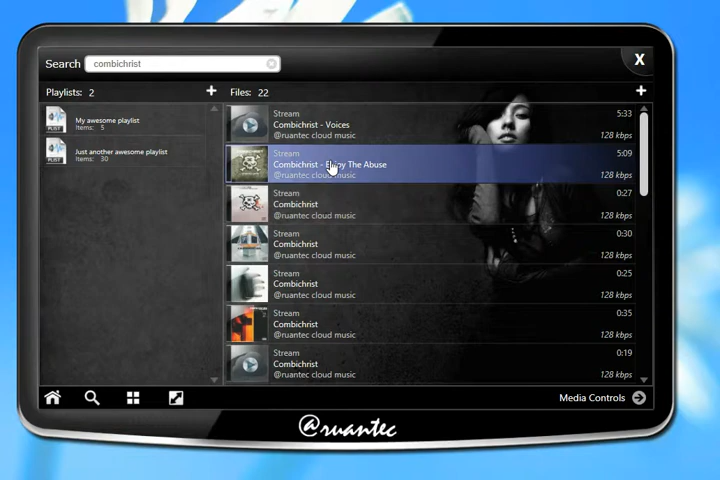 Search combichrist X
Playlists: 2
Files: 22
My awesome playlist
Items: 5
Just another awesome playlist
Items: 30
PLIST
PLIST
Stream 5:33
Combichrist - Voices
@ruantec cloud music 128 kbps
Stream 5:09
Combichrist - Enjoy The Abuse
@ruantec cloud music 128 kbps
Stream 0:27
Combichrist
@ruantec cloud music 128 kbps
Stream 0:30
Combichrist
@ruantec cloud music 128 kbps
Stream 0:25
Combichrist
@ruantec cloud music 128 kbps
Stream 0:35
Combichrist
@ruantec cloud music 128 kbps
Stream 0:19
Combichrist
@ruantec cloud music 128 kbps
Media Controls
@ruantec